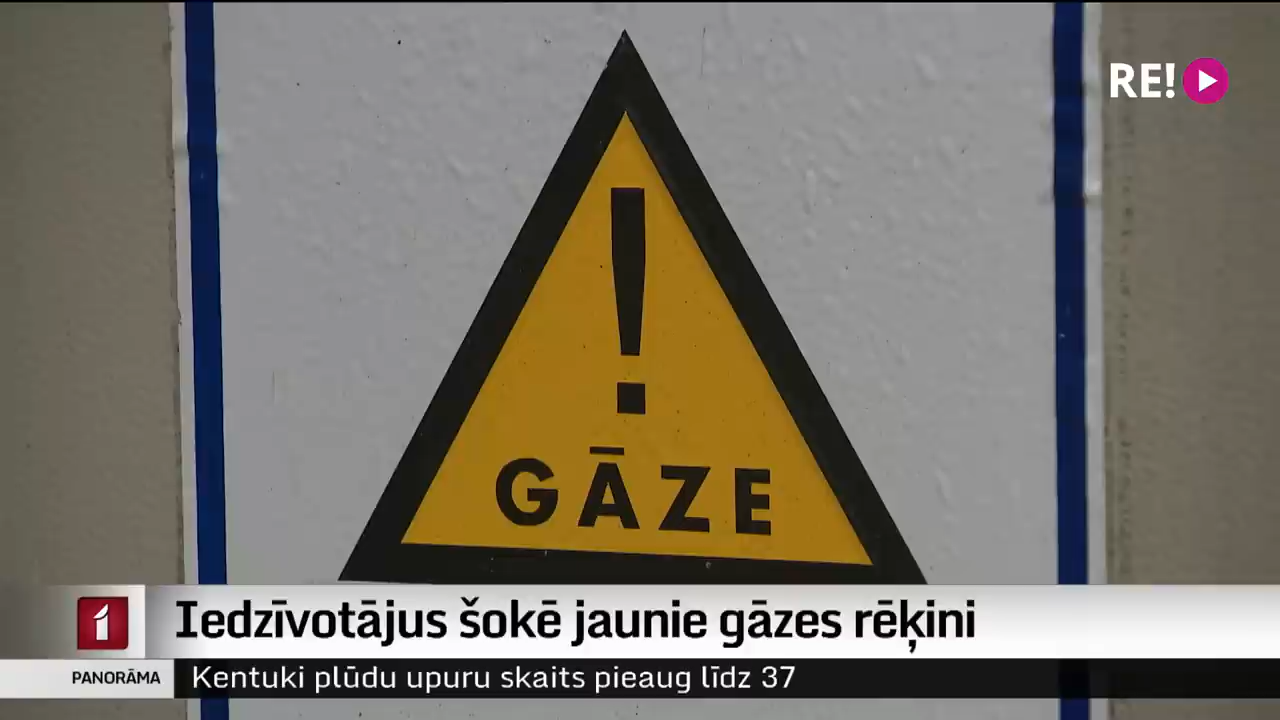 RE!
!
GĀZE
1
Iedzīvotājus šokē jaunie gāzes rēķini
PANORĀMA
Kentuki plūdu upuru skaits pieaug līdz 37